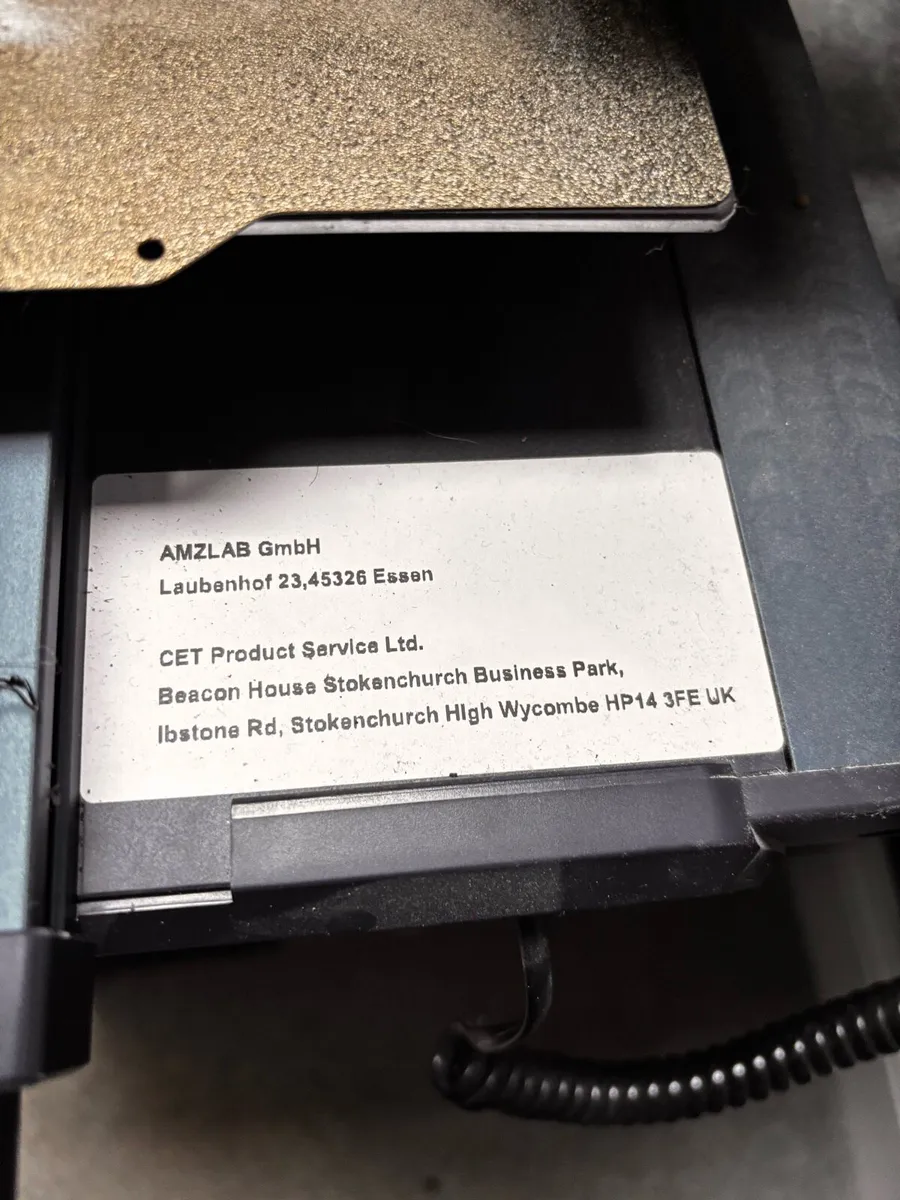 AMZLAB GmbH
Laubenhof 23,45326 Essen
CET Product Service Ltd.
Beacon House Stokenchurch Business Park,
Ibstone Rd, Stokenchurch High Wycombe HP14 3FE UK